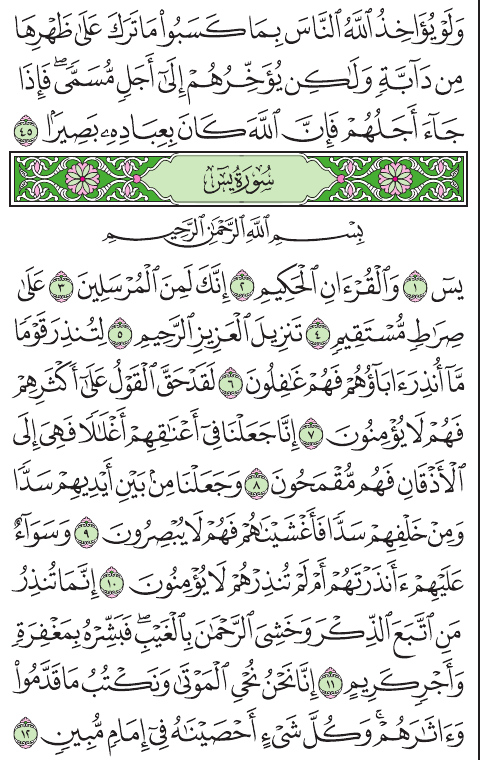 وَلَوْ يُؤَاخِذُ ٱللَّهُ ٱلنَّاسَ بِمَا كَسَبُوا۟ مَا تَرَكَ عَلَىٰ ظَهْرِهَا
مِن دَآبَّةٍ وَلَـٰكِن يُؤَخِّرُهُمْ إِلَىٰٓ أَجَلٍ مُّسَمًّى ۖ فَإِذَا
جَآءَ أَجَلُهُمْ فَإِنَّ ٱللَّهَ كَانَ بِعِبَادِهِۦ بَصِيرًۢا ٤٥
سُورَةُ يسٓ
بِسْمِ ٱللَّهِ ٱلرَّحْمَـٰنِ ٱلرَّحِيمِ
يسٓ ١ وَٱلْقُرْءَانِ ٱلْحَكِيمِ ٢ إِنَّكَ لَمِنَ ٱلْمُرْسَلِينَ ٣ عَلَىٰ
صِرَٰطٍ مُّسْتَقِيمٍ ٤ تَنزِيلَ ٱلْعَزِيزِ ٱلرَّحِيمِ ٥ لِتُنذِرَ قَوْمًا
مَّآ أُنذِرَ ءَابَآؤُهُمْ فَهُمْ غَـٰفِلُونَ ٦ لَقَدْ حَقَّ ٱلْقَوْلُ عَلَىٰٓ أَكْثَرِهِمْ
فَهُمْ لَا يُؤْمِنُونَ ٧ إِنَّا جَعَلْنَا فِىٓ أَعْنَـٰقِهِمْ أَغْلَـٰلًا فَهِىَ إِلَى
ٱلْأَذْقَانِ فَهُم مُّقْمَحُونَ ٨ وَجَعَلْنَا مِنۢ بَيْنِ أَيْدِيهِمْ سَدًّا
وَمِنْ خَلْفِهِمْ سَدًّا فَأَغْشَيْنَـٰهُمْ فَهُمْ لَا يُبْصِرُونَ ٩ وَسَوَآءٌ
عَلَيْهِمْ ءَأَنذَرْتَهُمْ أَمْ لَمْ تُنذِرْهُمْ لَا يُؤْمِنُونَ ١٠ إِنَّمَا تُنذِرُ
مَنِ ٱتَّبَعَ ٱلذِّكْرَ وَخَشِىَ ٱلرَّحْمَـٰنَ بِٱلْغَيْبِ ۖ فَبَشِّرْهُ بِمَغْفِرَةٍ
وَأَجْرٍ كَرِيمٍ ١١ إِنَّا نَحْنُ نُحْىِ ٱلْمَوْتَىٰ وَنَكْتُبُ مَا قَدَّمُوا۟
وَءَاثَـٰرَهُمْ ۚ وَكُلَّ شَىْءٍ أَحْصَيْنَـٰهُ فِىٓ إِمَامٍ مُّبِينٍ ١٢